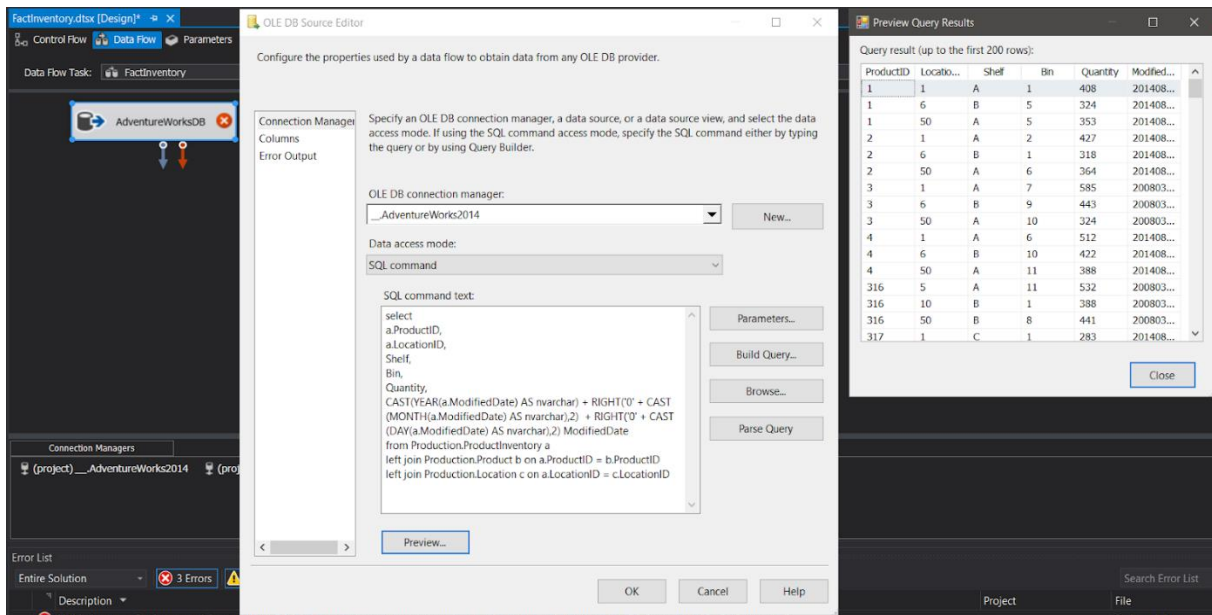 FactInventory.dtsx [Design]*
Control Flow Data Flow Parameters
Data Flow Task: FactInventory
AdventureWorksDB
Connection Managers
(project) __.AdventureWorks2014 (proj
Error List
Entire Solution 3 Errors
Search Error List
Description Project File
OLE DB Source Editor
Configure the properties used by a data flow to obtain data from any OLE DB provider.
Connection Manager
Columns
Error Output
Specify an OLE DB connection manager, a data source, or a data source view, and select the data
access mode. If using the SQL command access mode, specify the SQL command either by typing
the query or by using Query Builder.
OLE DB connection manager:
__.AdventureWorks2014 New...
Data access mode:
SQL command
SQL command text:
select
a.ProductID,
a.LocationID,
Shelf,
Bin,
Quantity,
CAST(YEAR(a.ModifiedDate) AS nvarchar) + RIGHT('0' + CAST
(MONTH(a.ModifiedDate) AS nvarchar),2) + RIGHT('0' + CAST
(DAY(a.ModifiedDate) AS nvarchar),2) ModifiedDate
from Production.ProductInventory a
left join Production.Product b on a.ProductID = b.ProductID
left join Production.Location c on a.LocationID = c.LocationID
Parameters...
Build Query...
Browse...
Parse Query
Preview...
OK Cancel Help
Preview Query Results
Query result (up to the first 200 rows):
ProductID Locatio... Shelf Bin Quantity Modified...
1 1 A 1 408 201408...
1 6 B 5 324 201408...
1 50 A 5 353 201408...
2 1 A 2 427 201408...
2 6 B 1 318 201408...
2 50 A 6 364 201408...
3 1 A 7 585 200803...
3 6 B 9 443 200803...
3 50 A 10 324 200803...
4 1 A 6 512 201408...
4 6 B 10 422 201408...
4 50 A 11 388 201408...
316 5 A 11 532 200803...
316 10 B 1 388 200803...
316 50 B 8 441 200803...
317 1 C 1 283 201408...
Close